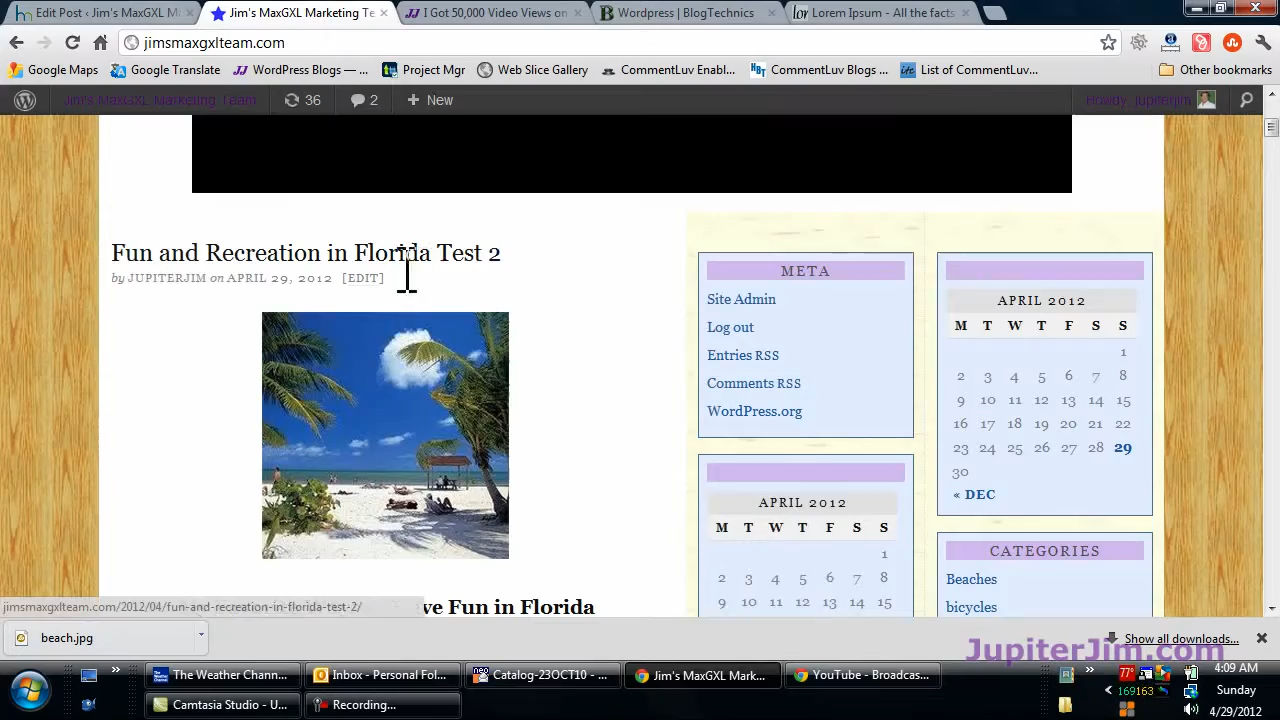 Edit Post ‹ Jim's MaxGXL Mi
Jim's MaxGXL Marketing Te
I Got 50,000 Video Views on
Wordpress | BlogTechnics
Lorem Ipsum - All the facts
jimsmaxgxlteam.com
Google Maps
Google Translate
WordPress Blogs — ...
Project Mgr
Web Slice Gallery
CommentLuv Enabl...
CommentLuv Blogs ...
List of CommentLuv...
Other bookmarks
Jim's MaxGXL Marketing Team
36
2
+ New
Howdy, jupiterjim
Fun and Recreation in Florida Test 2
by JUPITERJIM on APRIL 29, 2012 [EDIT]
META
Site Admin
Log out
Entries RSS
Comments RSS
WordPress.org
APRIL 2012
M T W T F S S
1
2 3 4 5 6 7 8
9 10 11 12 13 14 15
APRIL 2012
M T W T F S S
1
2 3 4 5 6 7 8
9 10 11 12 13 14 15
16 17 18 19 20 21 22
23 24 25 26 27 28 29
30
« DEC
CATEGORIES
Beaches
bicycles
ve Fun in Florida
jimsmaxgxlteam.com/2012/04/fun-and-recreation-in-florida-test-2/
beach.jpg
Show all downloads...
JupiterJim.com
The Weather Chann...
Inbox - Personal Fol...
Catalog-23OCT10 - ...
Jim's MaxGXL Mark...
YouTube - Broadcas...
Camtasia Studio - U...
Recording...
77°
169163
4:09 AM
Sunday
4/29/2012